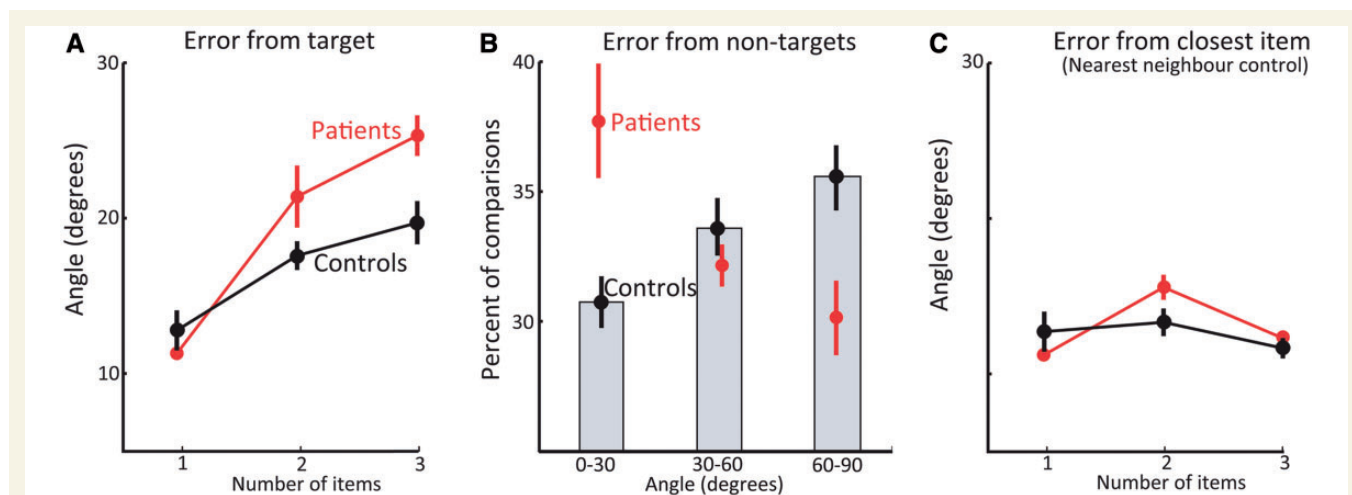 A
Error from target
30
20
10
Angle (degrees)
Patients
Controls
1
2
3
Number of items
B
Error from non-targets
40
35
30
Percent of comparisons
Patients
Controls
0-30
30-60
60-90
Angle (degrees)
C
Error from closest item
(Nearest neighbour control)
30
Angle (degrees)
1
2
3
Number of items